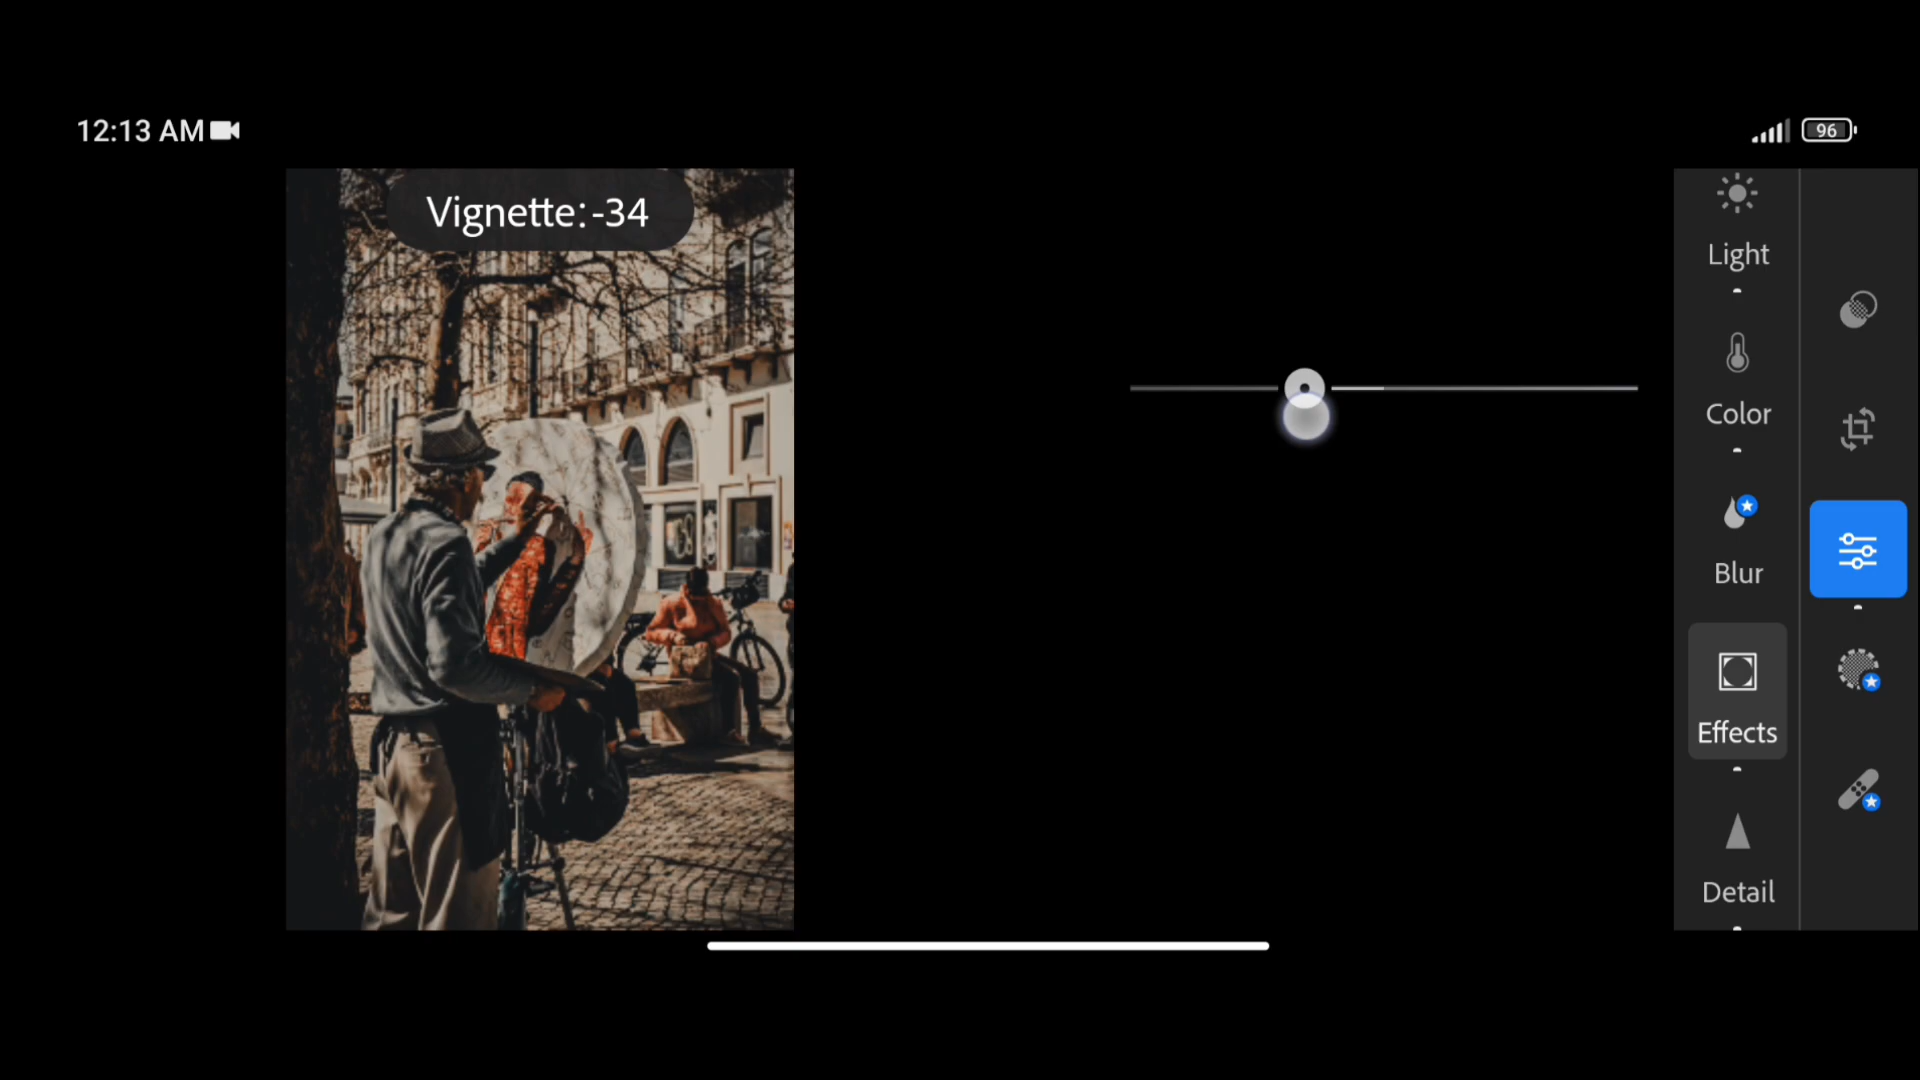 12:13 AM
96
Vignette:-34
Light
Color
Blur
Effects
Detail